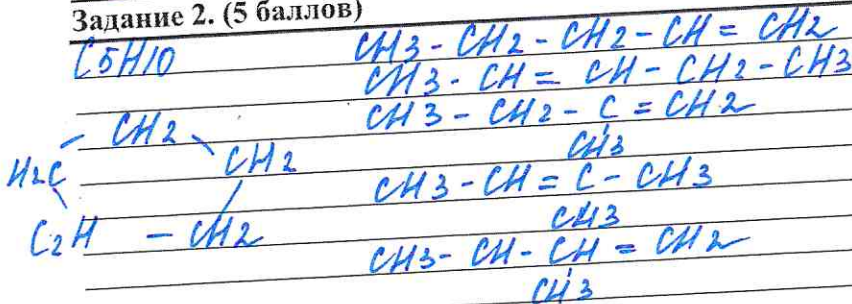 Задание 2. (5 баллов)
C5H10
CH3 - CH2 - CH2 - CH = CH2
CH3 - CH = CH - CH2 - CH3
CH3 - CH2 - C = CH2
CH3
CH3 - CH = C - CH3
CH3
CH3 - CH - CH = CH2
CH3
CH2
H2C
CH2
C2H - CH2